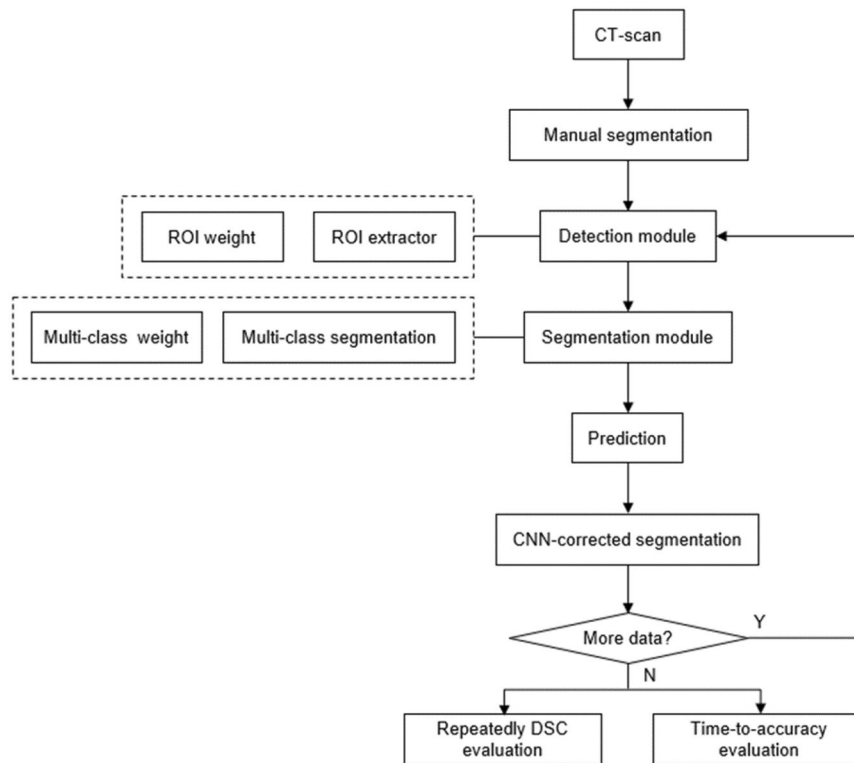 CT-scan
Manual segmentation
ROI weight
ROI extractor
Detection module
Multi-class weight
Multi-class segmentation
Segmentation module
Prediction
CNN-corrected segmentation
More data?
Y
N
Repeatedly DSC
evaluation
Time-to-accuracy
evaluation